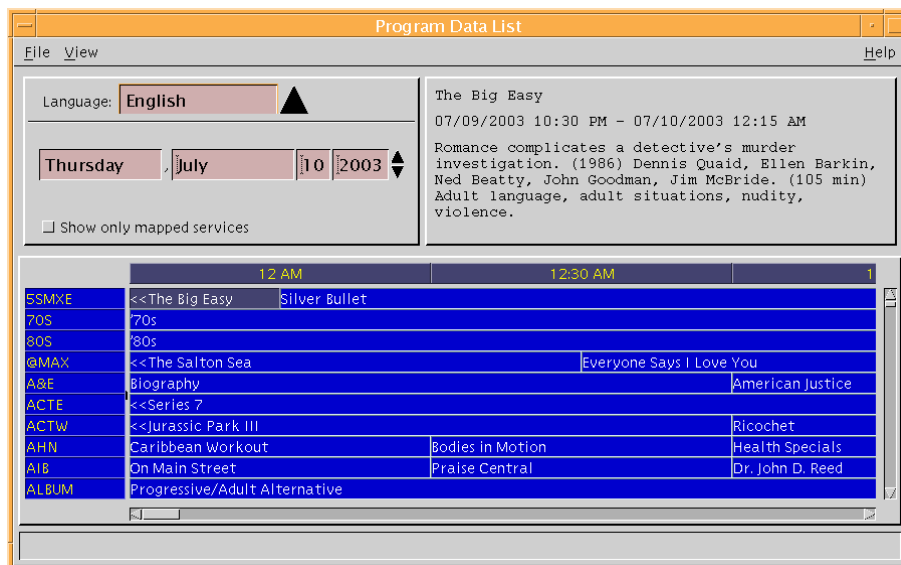 Program Data List
File View Help
Language: English
Thursday , July 10 2003
Show only mapped services
The Big Easy
07/09/2003 10:30 PM – 07/10/2003 12:15 AM
Romance complicates a detective's murder
investigation. (1986) Dennis Quaid, Ellen Barkin,
Ned Beatty, John Goodman, Jim McBride. (105 min)
Adult language, adult situations, nudity,
violence.
12 AM 12:30 AM 1
5SMXE <<The Big Easy Silver Bullet
70S '70s
80S '80s
@MAX <<The Salton Sea Everyone Says I Love You
A&E Biography American Justice
ACTE <<Series 7
ACTW <<Jurassic Park III Ricochet
AHN Caribbean Workout Bodies in Motion Health Specials
AIB On Main Street Praise Central Dr. John D. Reed
ALBUM Progressive/Adult Alternative